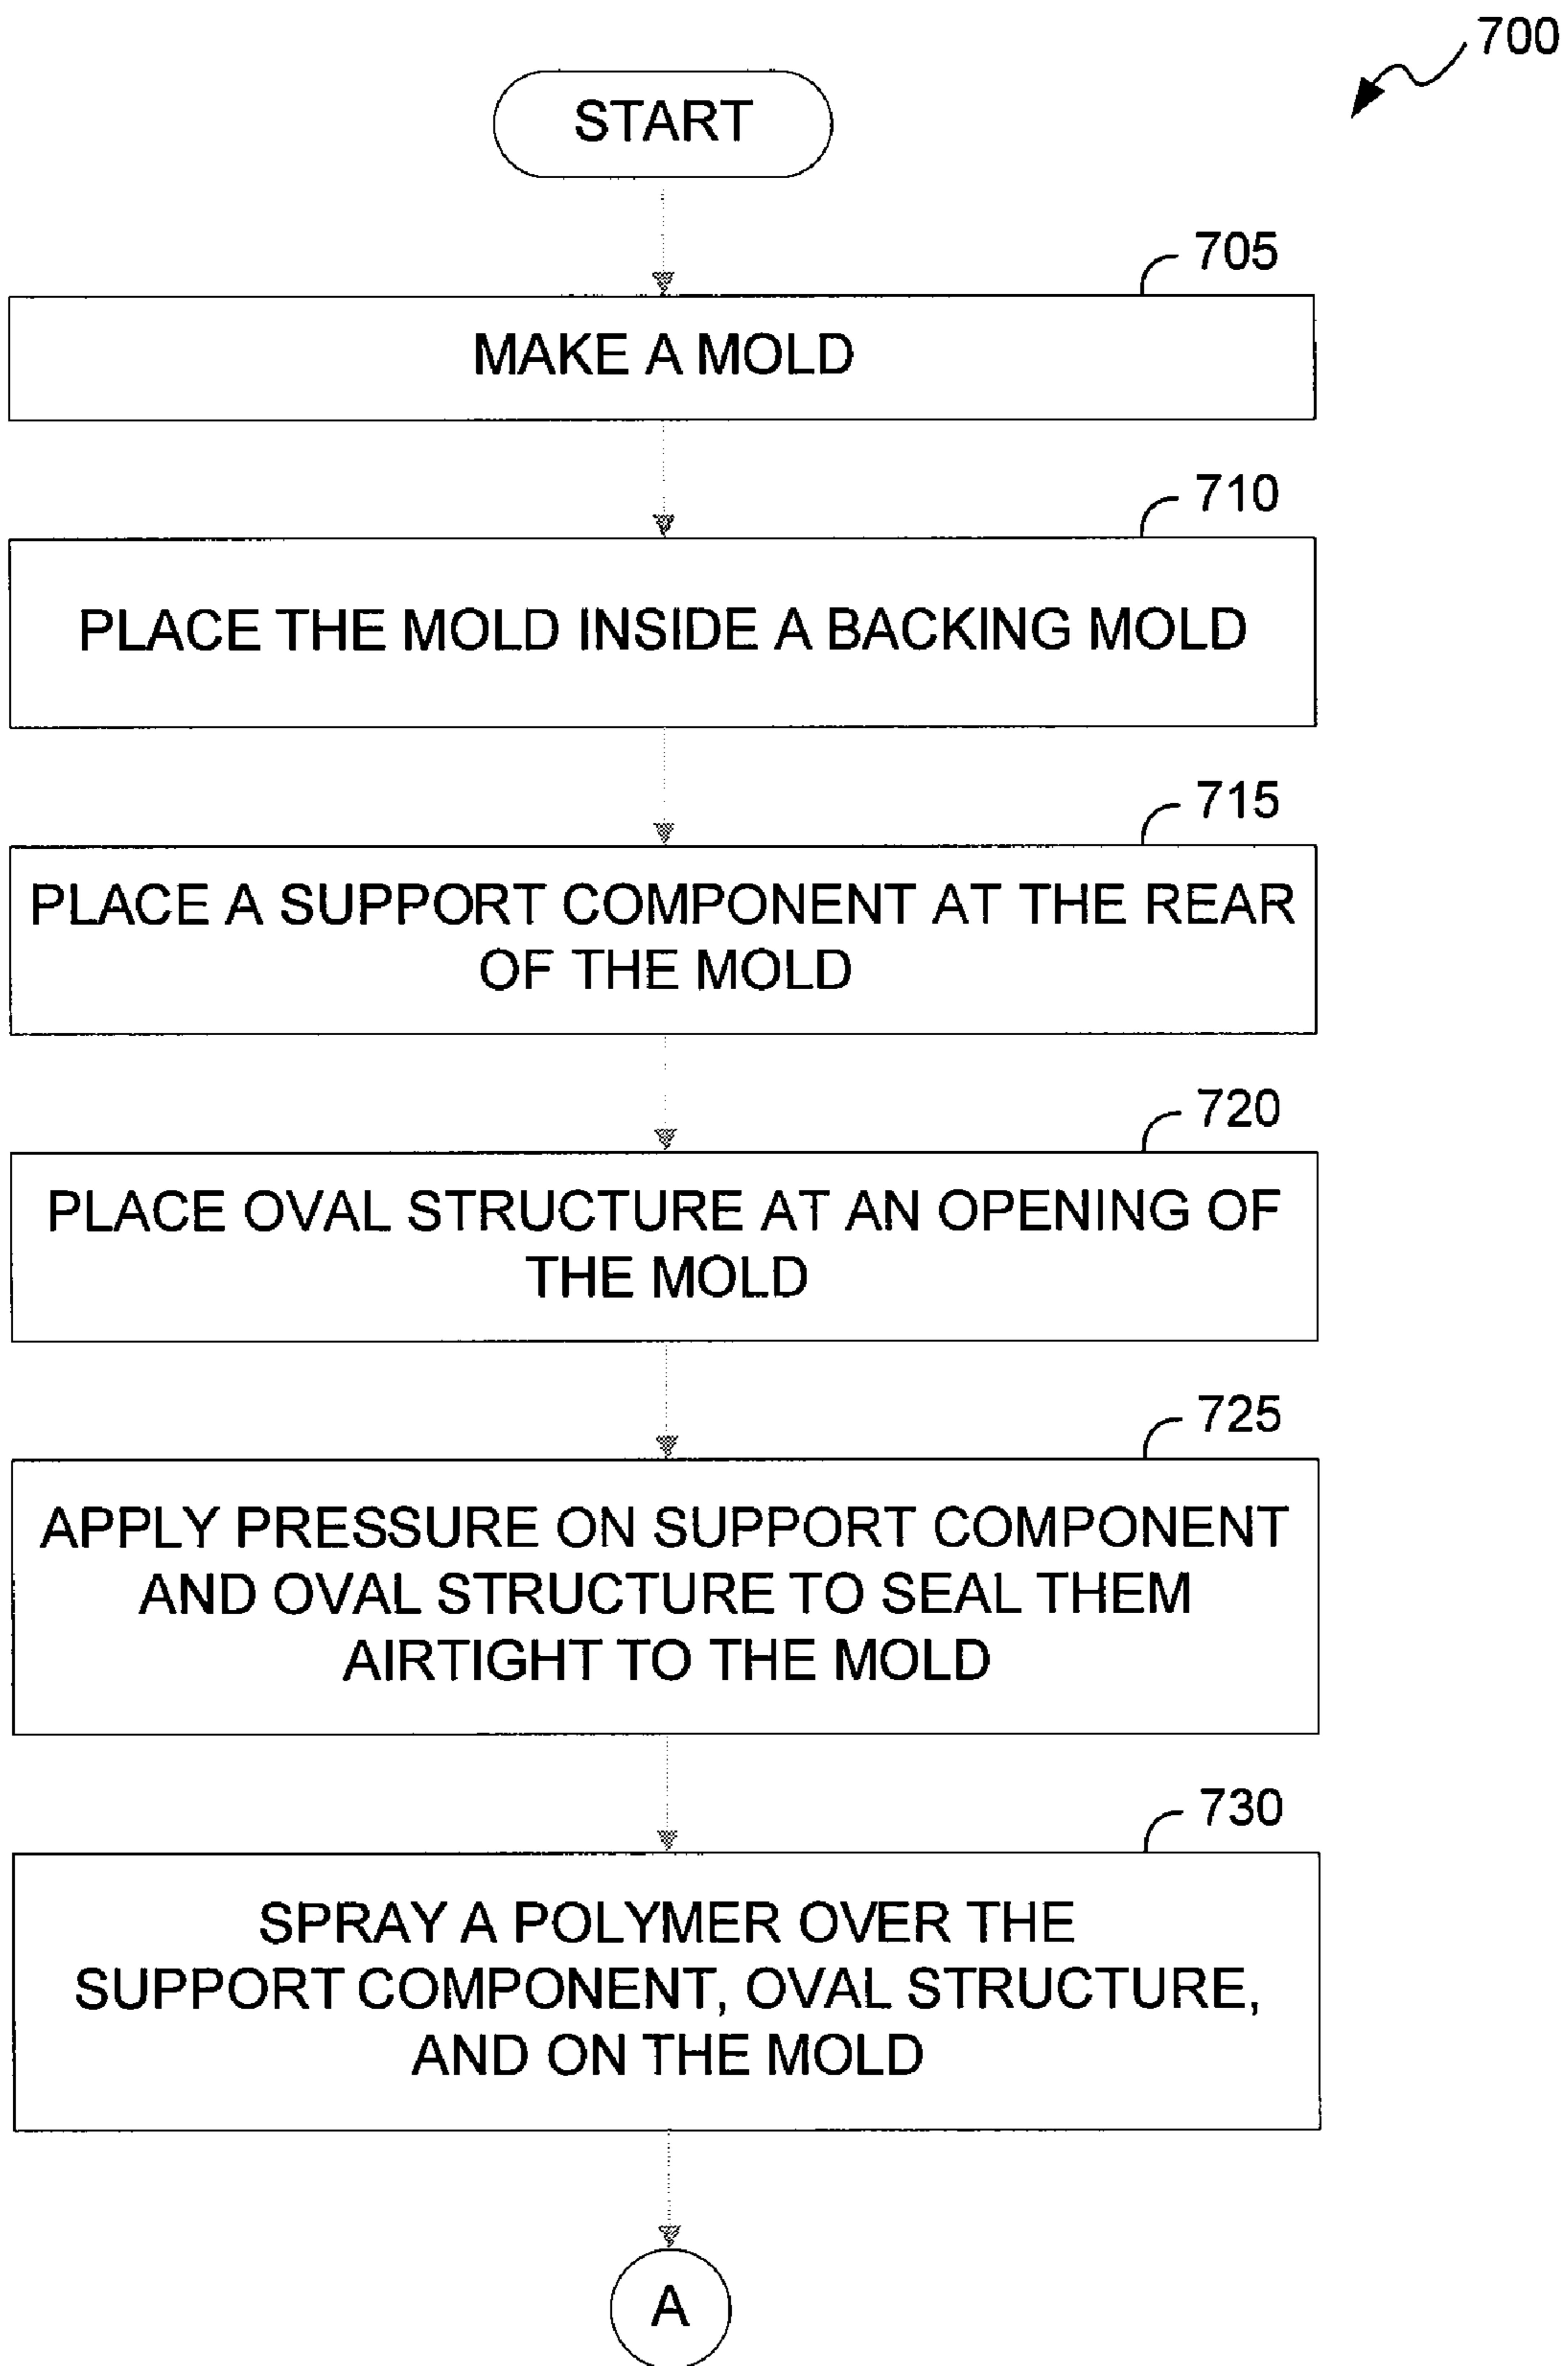 700
START
705
MAKE A MOLD
710
PLACE THE MOLD INSIDE A BACKING MOLD
715
PLACE A SUPPORT COMPONENT AT THE REAR
OF THE MOLD
720
PLACE OVAL STRUCTURE AT AN OPENING OF
THE MOLD
725
APPLY PRESSURE ON SUPPORT COMPONENT
AND OVAL STRUCTURE TO SEAL THEM
AIRTIGHT TO THE MOLD
730
SPRAY A POLYMER OVER THE
SUPPORT COMPONENT, OVAL STRUCTURE,
AND ON THE MOLD
A